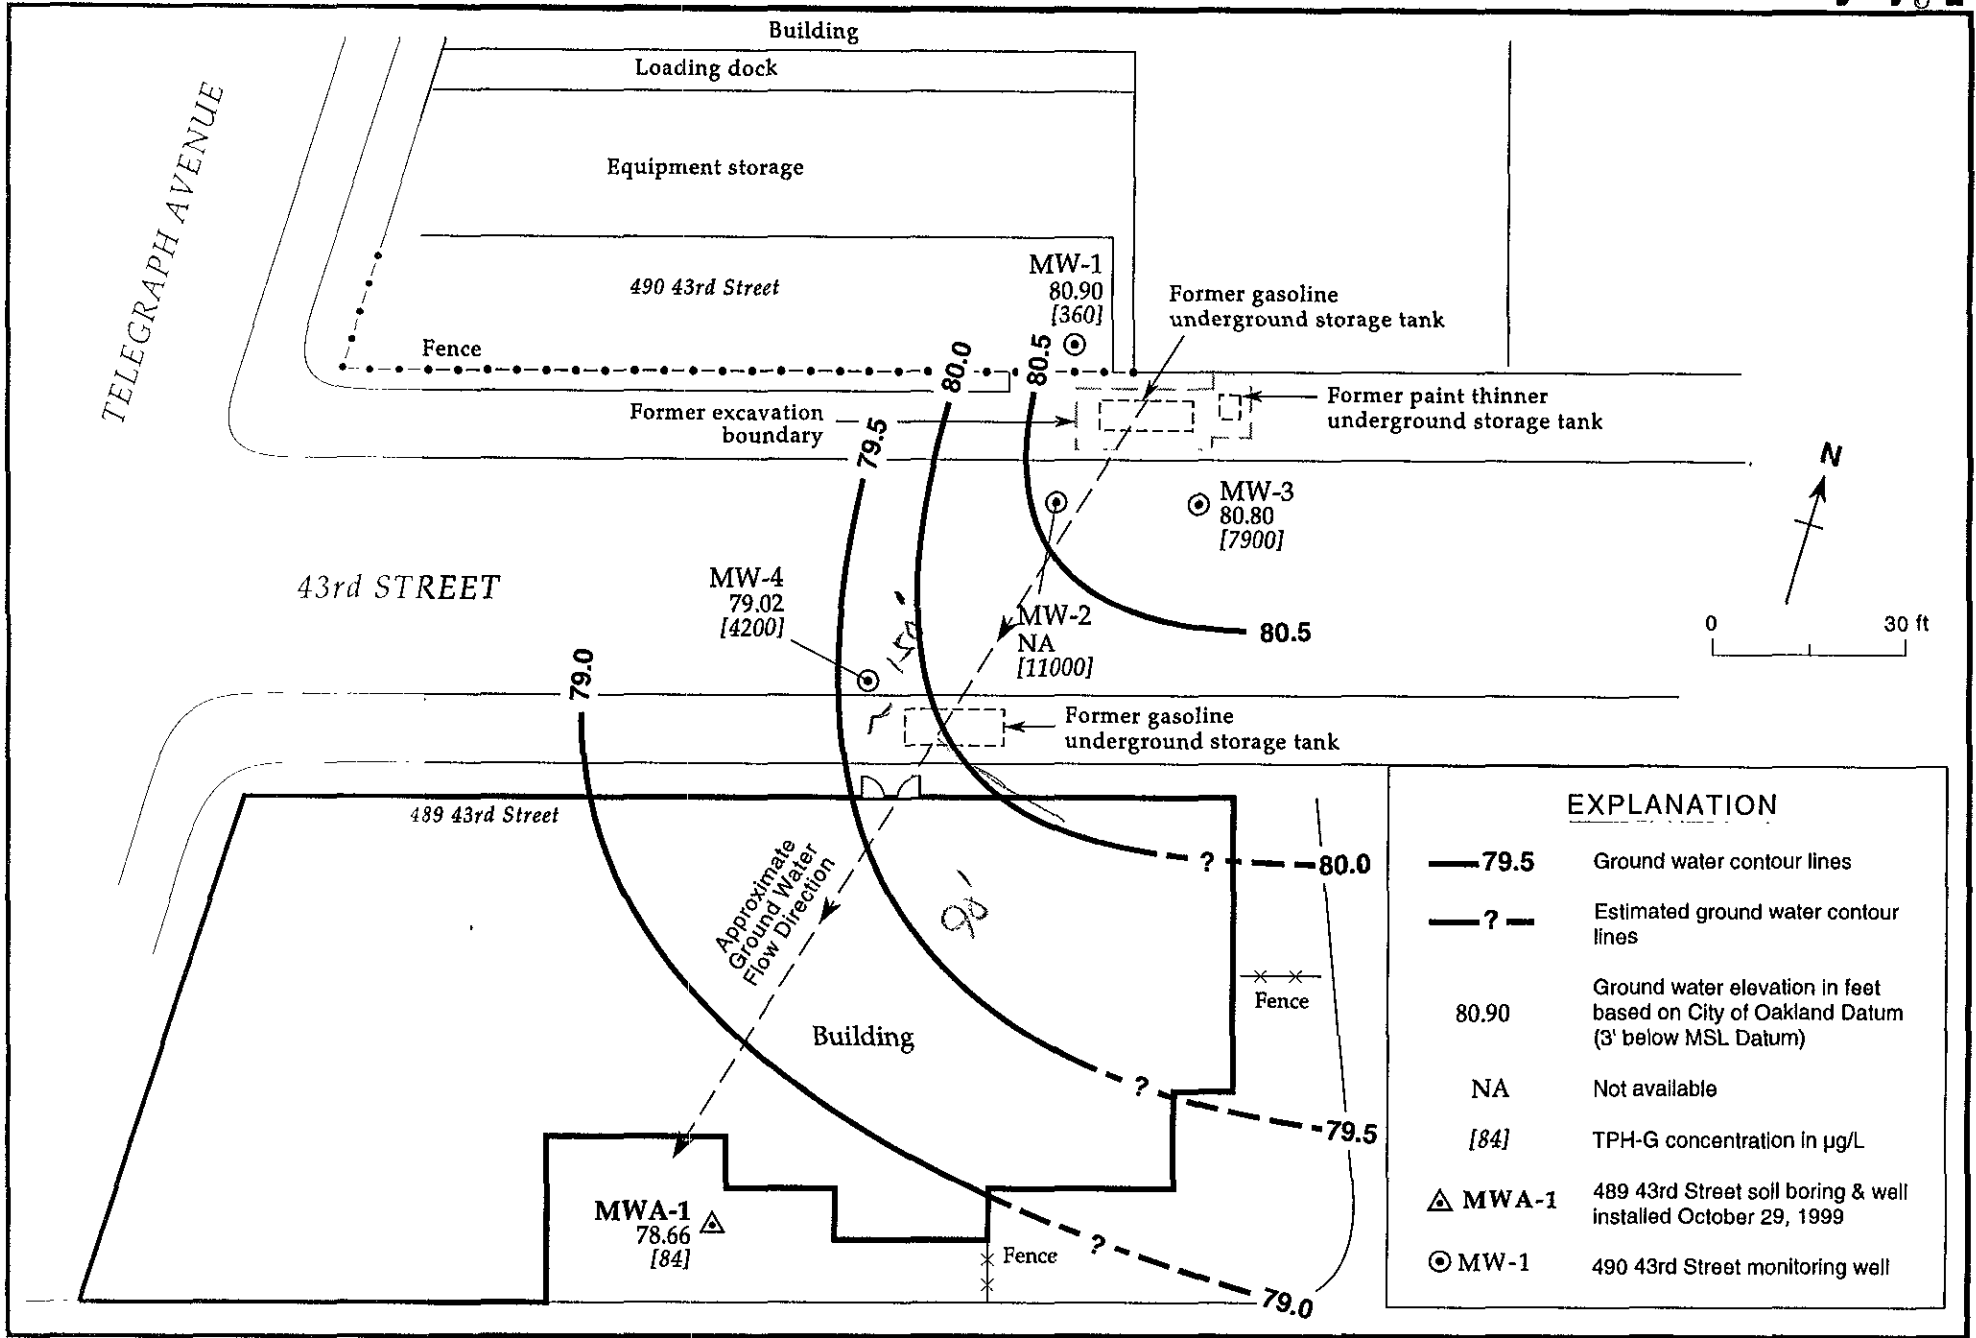 Building
Loading dock
TELEGRAPH AVENUE
Equipment storage
490 43rd Street
MW-1
80.90
[360]
Former gasoline
underground storage tank
Fence
80.0
80.5
Former paint thinner
underground storage tank
Former excavation
boundary
79.5
N
MW-3
80.80
[7900]
43rd STREET
MW-4
79.02
[4200]
MW-2
NA
[11000]
80.5
0 30 ft
79.0
Former gasoline
underground storage tank
489 43rd Street
Approximate
Ground Water
Flow Direction
? 80.0
90
Fence
Building
? 79.5
MWA-1
78.66
[84]
Fence
? 79.0
EXPLANATION
79.5 Ground water contour lines
? Estimated ground water contour
lines
80.90 Ground water elevation in feet
based on City of Oakland Datum
(3' below MSL Datum)
NA Not available
[84] TPH-G concentration in µg/L
MWA-1 489 43rd Street soil boring & well
installed October 29, 1999
MW-1 490 43rd Street monitoring well